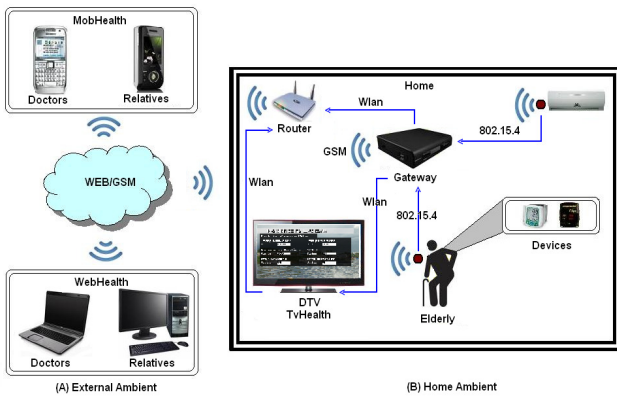 MobHealth
Doctors
Relatives
WEB/GSM
WebHealth
Doctors
Relatives
(A) External Ambient
Home
Wlan
Router
GSM
802.15.4
Gateway
Wlan
Wlan
802.15.4
Devices
DTV
TvHealth
Elderly
(B) Home Ambient